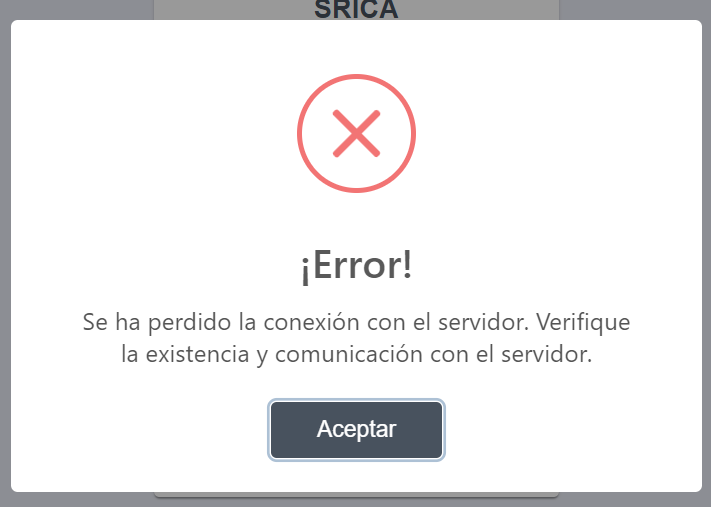 SRICA
¡Error!
Se ha perdido la conexión con el servidor. Verifique
la existencia y comunicación con el servidor.
Aceptar